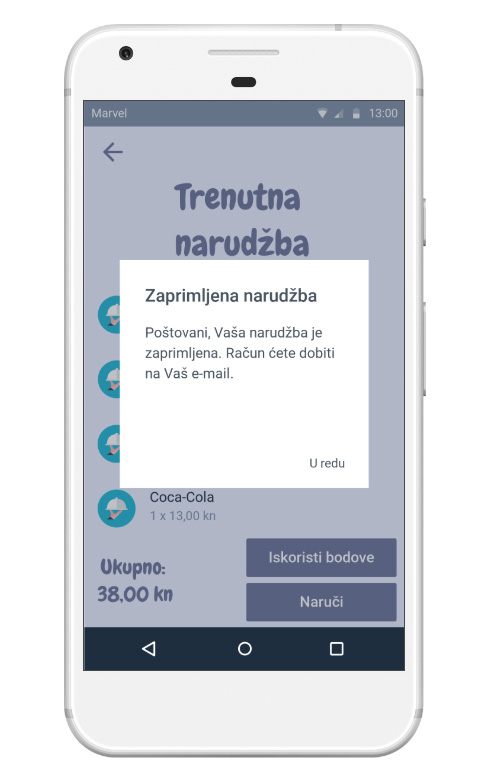 Marvel
13:00
Trenutna
narudžba
Zaprimljena narudžba
Poštovani, Vaša narudžba je
zaprimljena. Račun ćete dobiti
na Vaš e-mail.
U redu
Coca-Cola
1 x 13,00 kn
Ukupno:
38,00 kn
Iskoristi bodove
Naruči